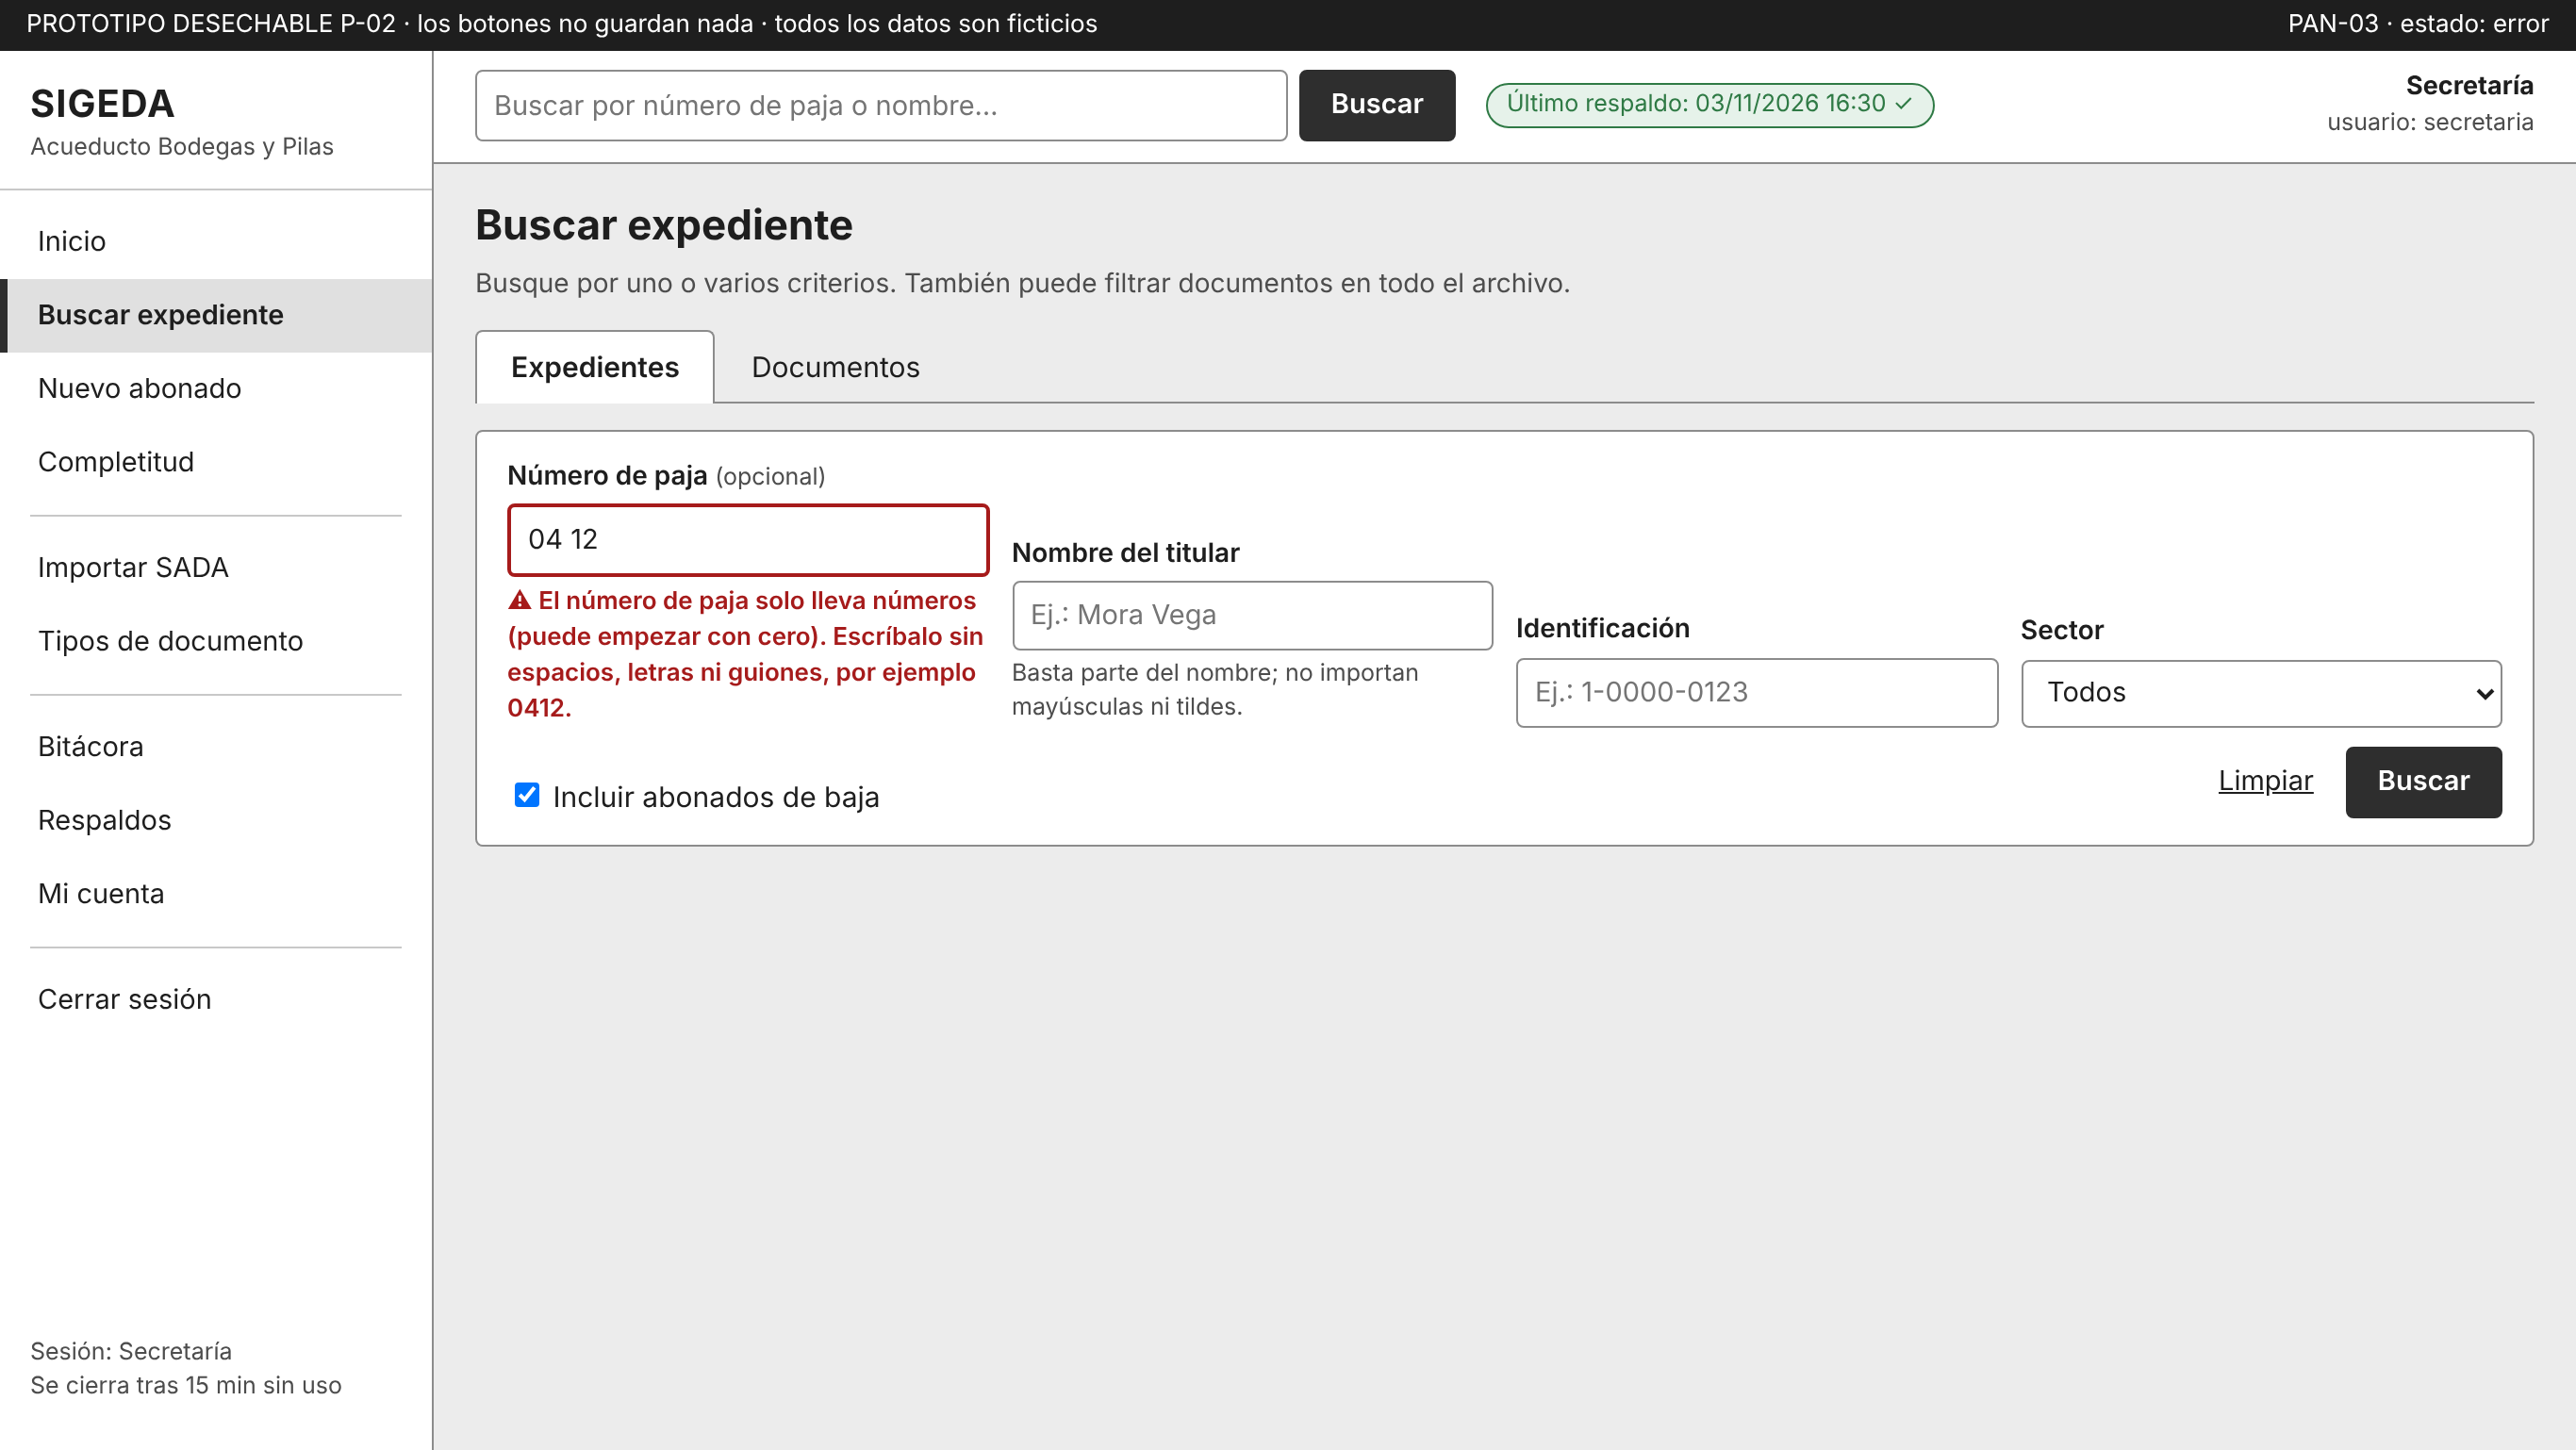 PROTOTIPO DESECHABLE P-02 · los botones no guardan nada · todos los datos son ficticios
PAN-03 · estado: error
SIGEDA
Acueducto Bodegas y Pilas
Inicio
Buscar expediente
Nuevo abonado
Completitud
Importar SADA
Tipos de documento
Bitácora
Respaldos
Mi cuenta
Cerrar sesión
Sesión: Secretaría
Se cierra tras 15 min sin uso
Buscar por número de paja o nombre...
Buscar
Último respaldo: 03/11/2026 16:30 ✓
Secretaría
usuario: secretaria
Buscar expediente
Busque por uno o varios criterios. También puede filtrar documentos en todo el archivo.
Expedientes
Documentos
Número de paja (opcional)
04 12
⚠ El número de paja solo lleva números
(puede empezar con cero). Escríbalo sin
espacios, letras ni guiones, por ejemplo
0412.
Nombre del titular
Ej.: Mora Vega
Basta parte del nombre; no importan
mayúsculas ni tildes.
Identificación
Ej.: 1-0000-0123
Sector
Todos
Incluir abonados de baja
Limpiar
Buscar